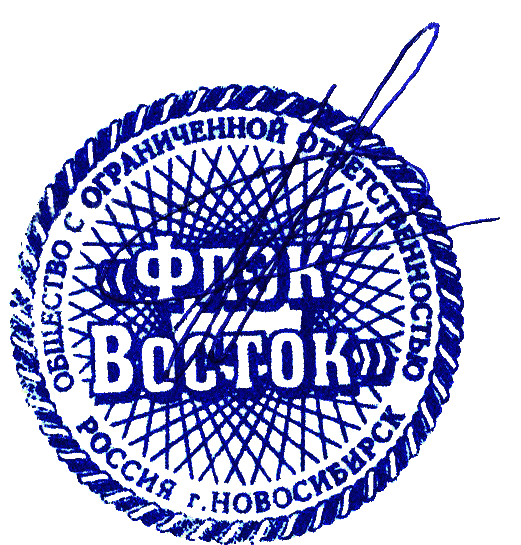 ОБЩЕСТВО С ОГРАНИЧЕННОЙ ОТВЕТСТВЕННОСТЬЮ
Восток»
РОССИЯ г.НОВОСИБИРСК